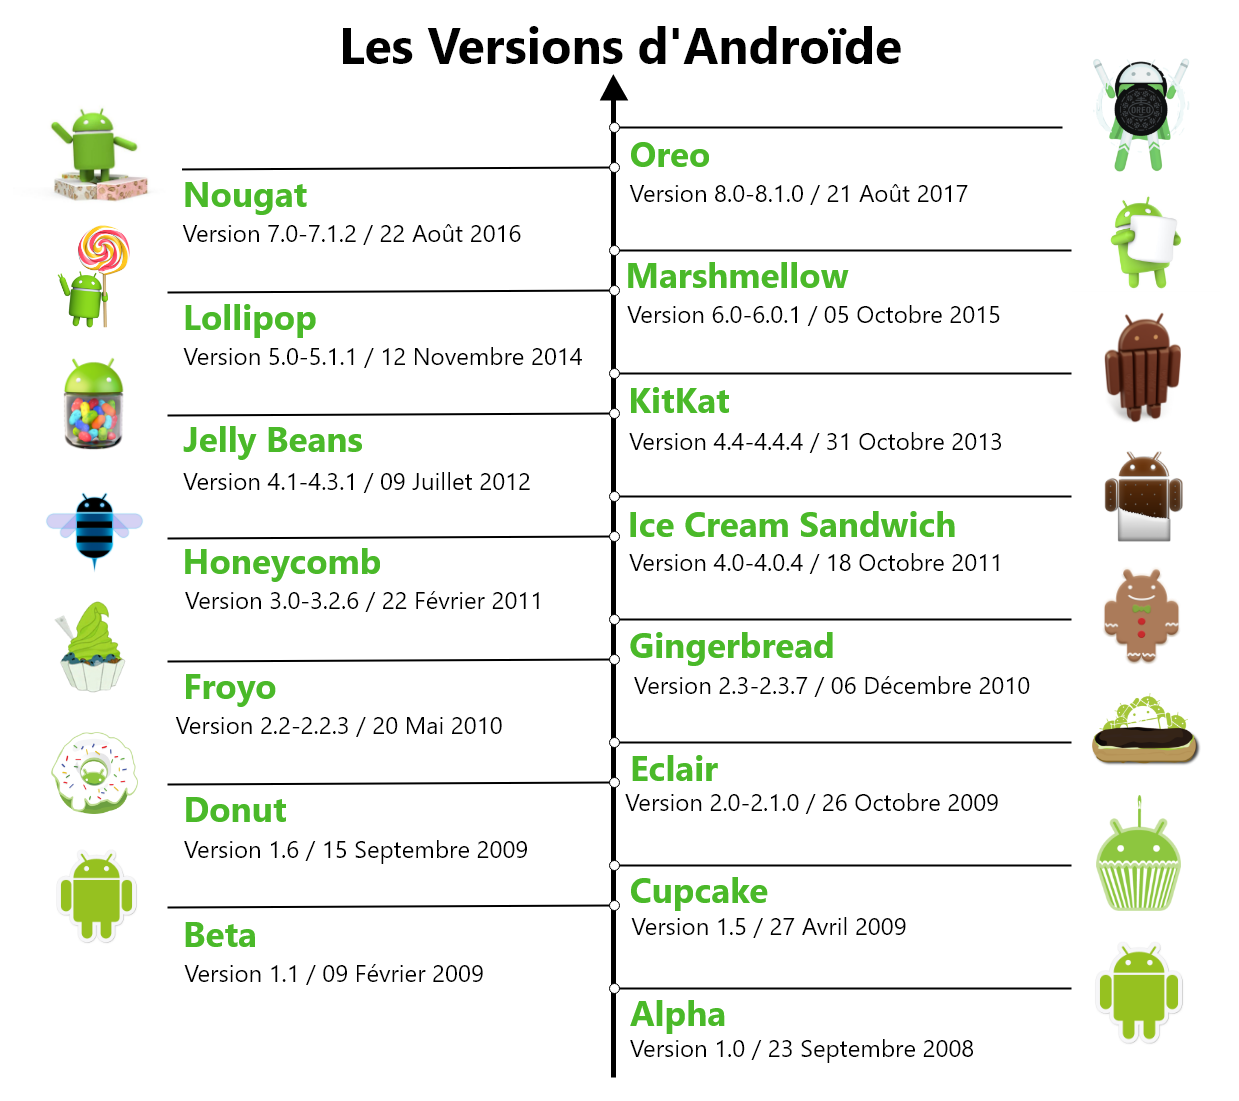 Les Versions d'Androïde
OREO
Oreo
Version 8.0-8.1.0 / 21 Août 2017
Nougat
Version 7.0-7.1.2 / 22 Août 2016
Marshmellow
Version 6.0-6.0.1 / 05 Octobre 2015
Lollipop
Version 5.0-5.1.1 / 12 Novembre 2014
KitKat
Version 4.4-4.4.4 / 31 Octobre 2013
Jelly Beans
Version 4.1-4.3.1 / 09 Juillet 2012
Ice Cream Sandwich
Version 4.0-4.0.4 / 18 Octobre 2011
Honeycomb
Version 3.0-3.2.6 / 22 Février 2011
Gingerbread
Version 2.3-2.3.7 / 06 Décembre 2010
Froyo
Version 2.2-2.2.3 / 20 Mai 2010
Eclair
Version 2.0-2.1.0 / 26 Octobre 2009
Donut
Version 1.6 / 15 Septembre 2009
Cupcake
Version 1.5 / 27 Avril 2009
Beta
Version 1.1 / 09 Février 2009
Alpha
Version 1.0 / 23 Septembre 2008